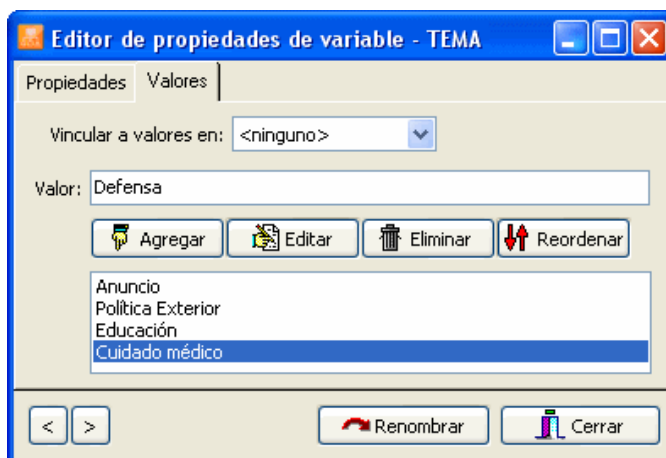 Editor de propiedades de variable - TEMA
Propiedades Valores
Vincular a valores en: <ninguno>
Valor: Defensa
Agregar Editar Eliminar Reordenar
Anuncio
Política Exterior
Educación
Cuidado médico
< > Renombrar Cerrar